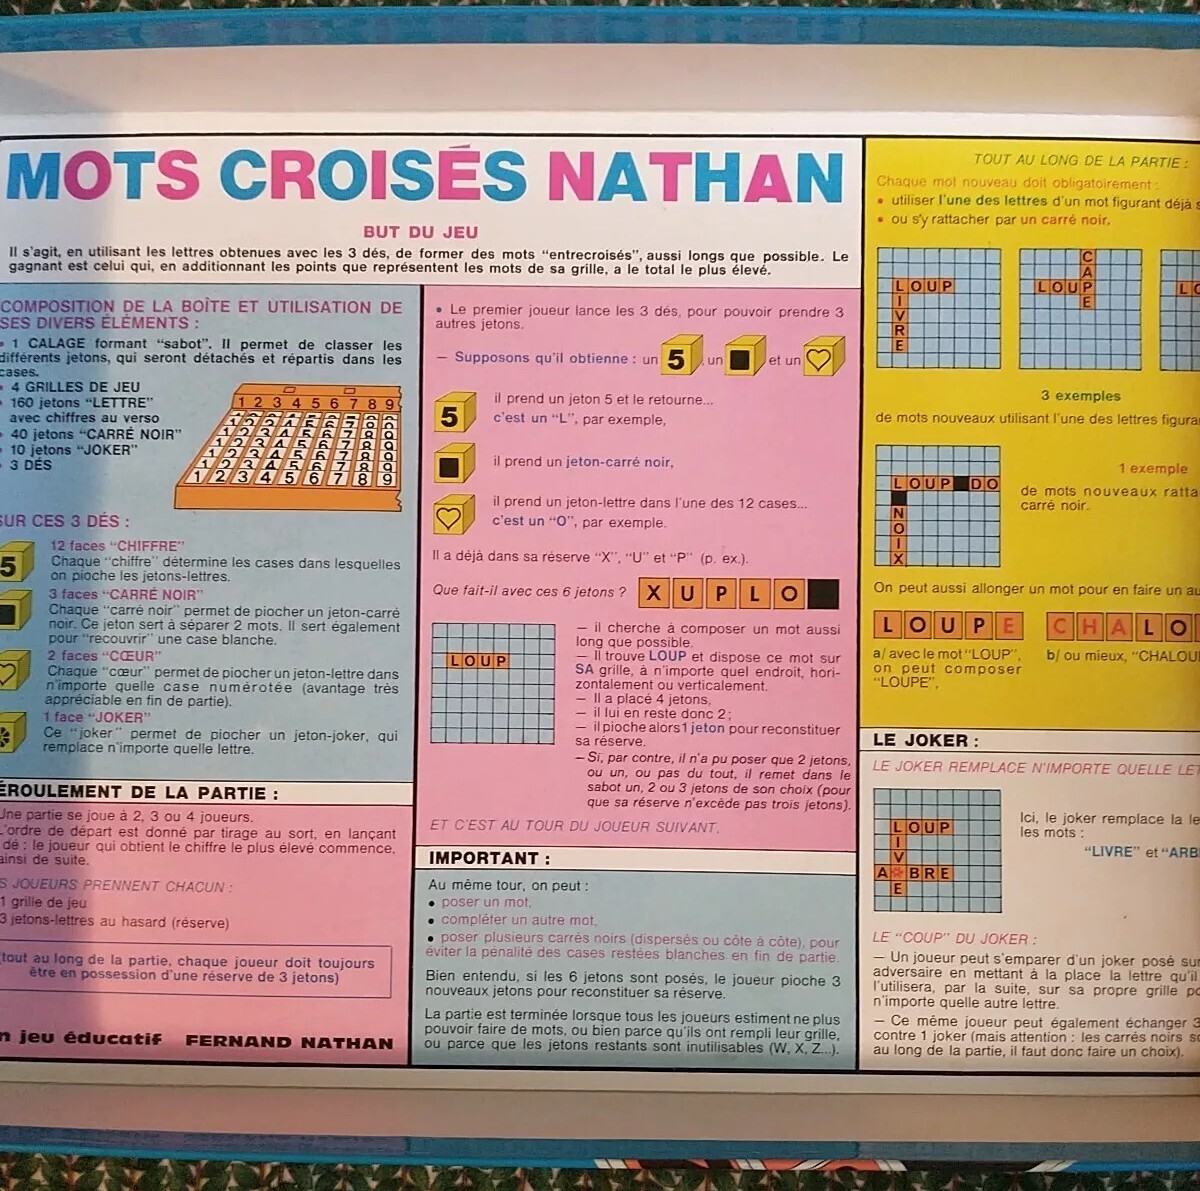 MOTS CROISÉS NATHAN
BUT DU JEU
Il s'agit, en utilisant les lettres obtenues avec les 3 dés, de former des mots "entrecroisés", aussi longs que possible. Le
gagnant est celui qui, en additionnant les points que représentent les mots de sa grille, a le total le plus élevé.
COMPOSITION DE LA BOÎTE ET UTILISATION DE
SES DIVERS ÉLÉMENTS :
• 1 CALAGE formant "sabot". Il permet de classer les
différents jetons, qui seront détachés et répartis dans les
cases.
• 4 GRILLES DE JEU
• 160 jetons "LETTRE"
avec chiffres au verso
• 40 jetons "CARRÉ NOIR"
• 10 jetons "JOKER"
• 3 DÉS
1 2 3 4 5 6 7 8 9
1 2 3 4 5 6 7 8 9
SUR CES 3 DÉS :
5
12 faces "CHIFFRE"
Chaque "chiffre" détermine les cases dans lesquelles
on pioche les jetons-lettres.
3 faces "CARRÉ NOIR"
Chaque "carré noir" permet de piocher un jeton-carré
noir. Ce jeton sert à séparer 2 mots. Il sert également
pour "recouvrir" une case blanche.
2 faces "CŒUR"
Chaque "cœur" permet de piocher un jeton-lettre dans
n'importe quelle case numérotée (avantage très
appréciable en fin de partie).
1 face "JOKER"
Ce "joker" permet de piocher un jeton-joker, qui
remplace n'importe quelle lettre.
ÉROULEMENT DE LA PARTIE :
Une partie se joue à 2, 3 ou 4 joueurs.
L'ordre de départ est donné par tirage au sort, en lançant
dé : le joueur qui obtient le chiffre le plus élevé commence,
ainsi de suite.
S JOUEURS PRENNENT CHACUN :
1 grille de jeu
3 jetons-lettres au hasard (réserve)
(tout au long de la partie, chaque joueur doit toujours
être en possession d'une réserve de 3 jetons)
n jeu éducatif FERNAND NATHAN
• Le premier joueur lance les 3 dés, pour pouvoir prendre 3
autres jetons.
— Supposons qu'il obtienne : un 5, un et un
5
il prend un jeton 5 et le retourne...
c'est un "L", par exemple,
il prend un jeton-carré noir,
il prend un jeton-lettre dans l'une des 12 cases...
c'est un "O", par exemple.
Il a déjà dans sa réserve "X", "U" et "P" (p. ex.).
Que fait-il avec ces 6 jetons ? X U P L O
LOUP
— il cherche à composer un mot aussi
long que possible.
— Il trouve LOUP et dispose ce mot sur
SA grille, à n'importe quel endroit, hori-
zontalement ou verticalement.
— Il a placé 4 jetons,
— il lui en reste donc 2 ;
— il pioche alors 1 jeton pour reconstituer
sa réserve.
— Si, par contre, il n'a pu poser que 2 jetons,
ou un, ou pas du tout, il remet dans le
sabot un, 2 ou 3 jetons de son choix (pour
que sa réserve n'excède pas trois jetons).
ET C'EST AU TOUR DU JOUEUR SUIVANT.
IMPORTANT :
Au même tour, on peut :
• poser un mot,
• compléter un autre mot,
• poser plusieurs carrés noirs (dispersés ou côte à côte), pour
éviter la pénalité des cases restées blanches en fin de partie.
Bien entendu, si les 6 jetons sont posés, le joueur pioche 3
nouveaux jetons pour reconstituer sa réserve.
La partie est terminée lorsque tous les joueurs estiment ne plus
pouvoir faire de mots, ou bien parce qu'ils ont rempli leur grille,
ou parce que les jetons restants sont inutilisables (W, X, Z...).
TOUT AU LONG DE LA PARTIE :
Chaque mot nouveau doit obligatoirement :
• utiliser l'une des lettres d'un mot figurant déjà s
• ou s'y rattacher par un carré noir.
LOUP
IVRE
CAPE
LOUP
LO
3 exemples
de mots nouveaux utilisant l'une des lettres figura
LOUP DO
NOIX
1 exemple
de mots nouveaux ratta
carré noir.
On peut aussi allonger un mot pour en faire un au
LOUPE CHALO
a/ avec le mot "LOUP",
on peut composer
"LOUPE",
b/ ou mieux, "CHALOU
LE JOKER :
LE JOKER REMPLACE N'IMPORTE QUELLE LET
LOUP
I
V
A BRE
E
Ici, le joker remplace la le
les mots :
"LIVRE" et "ARB
LE "COUP" DU JOKER :
— Un joueur peut s'emparer d'un joker posé sur
adversaire en mettant à la place la lettre qu'il
l'utilisera, par la suite, sur sa propre grille po
n'importe quelle autre lettre.
— Ce même joueur peut également échanger 3
contre 1 joker (mais attention : les carrés noirs so
au long de la partie, il faut donc faire un choix).